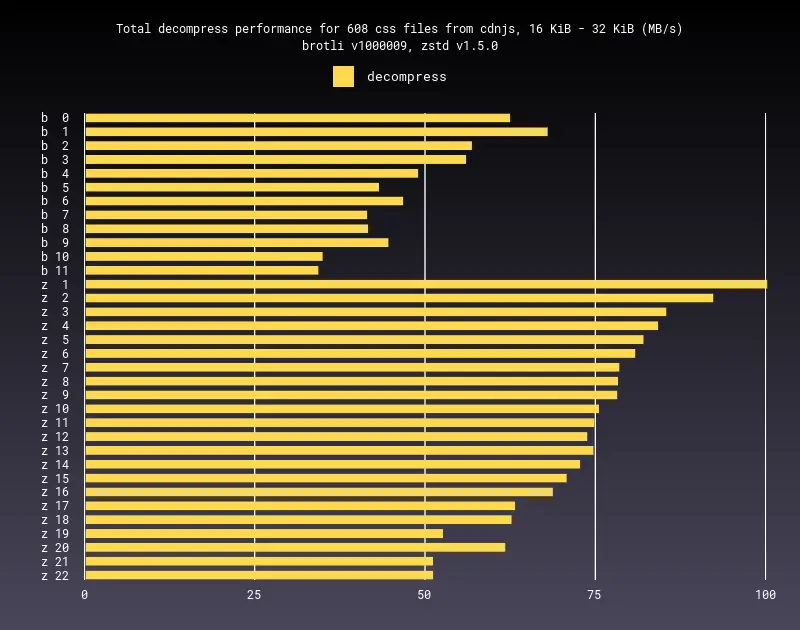 Total decompress performance for 608 css files from cdnjs, 16 KiB - 32 KiB (MB/s)
brotli v1000009, zstd v1.5.0
decompress
b  0
b  1
b  2
b  3
b  4
b  5
b  6
b  7
b  8
b  9
b 10
b 11
z  1
z  2
z  3
z  4
z  5
z  6
z  7
z  8
z  9
z 10
z 11
z 12
z 13
z 14
z 15
z 16
z 17
z 18
z 19
z 20
z 21
z 22
0 25 50 75 100